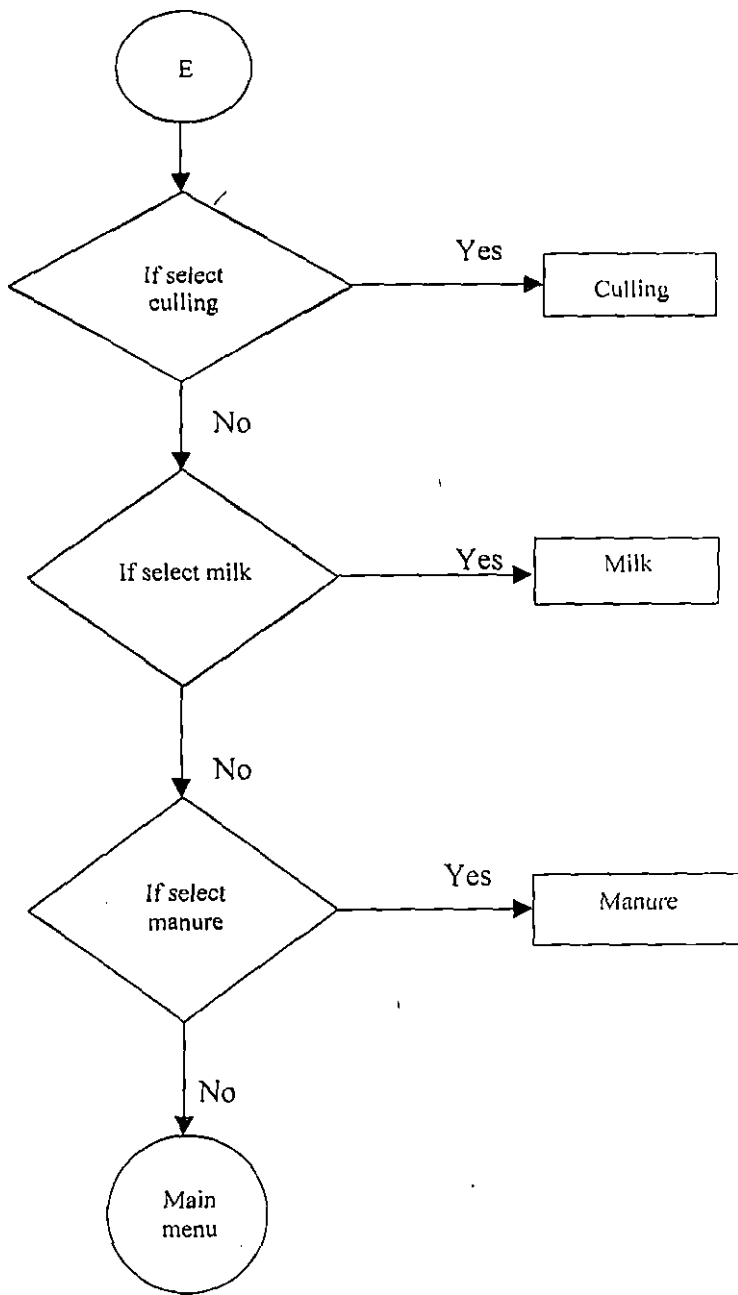 E
If select
culling
Yes
Culling
No
If select milk
Yes
Milk
No
If select
manure
Yes
Manure
No
Main
menu